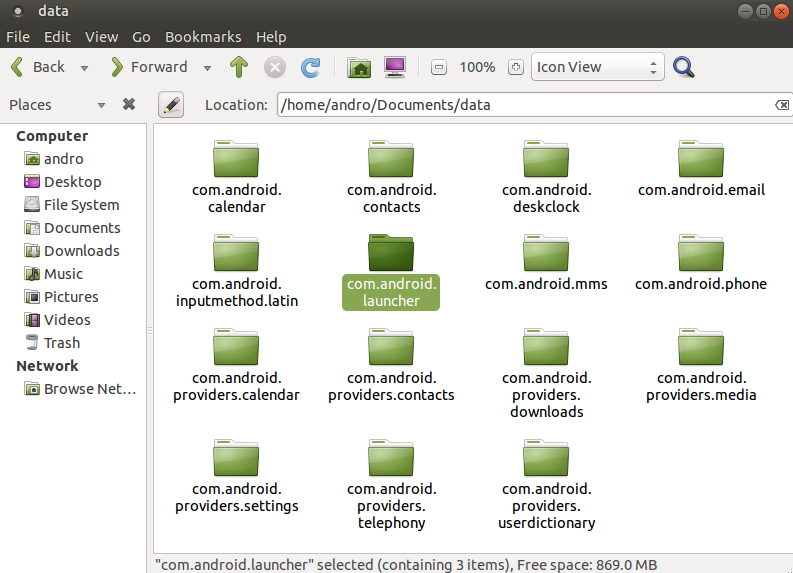 data
File Edit View Go Bookmarks Help
Back Forward 100% Icon View
Places Location: /home/andro/Documents/data
Computer
andro
Desktop
File System
Documents
Downloads
Music
Pictures
Videos
Trash
Network
Browse Net...
com.android.
calendar
com.android.
contacts
com.android.
deskclock
com.android.email
com.android.
inputmethod.latin
com.android.
launcher
com.android.mms
com.android.phone
com.android.
providers.calendar
com.android.
providers.contacts
com.android.
providers.
downloads
com.android.
providers.media
com.android.
providers.settings
com.android.
providers.
telephony
com.android.
providers.
userdictionary
"com.android.launcher" selected (containing 3 items), Free space: 869.0 MB